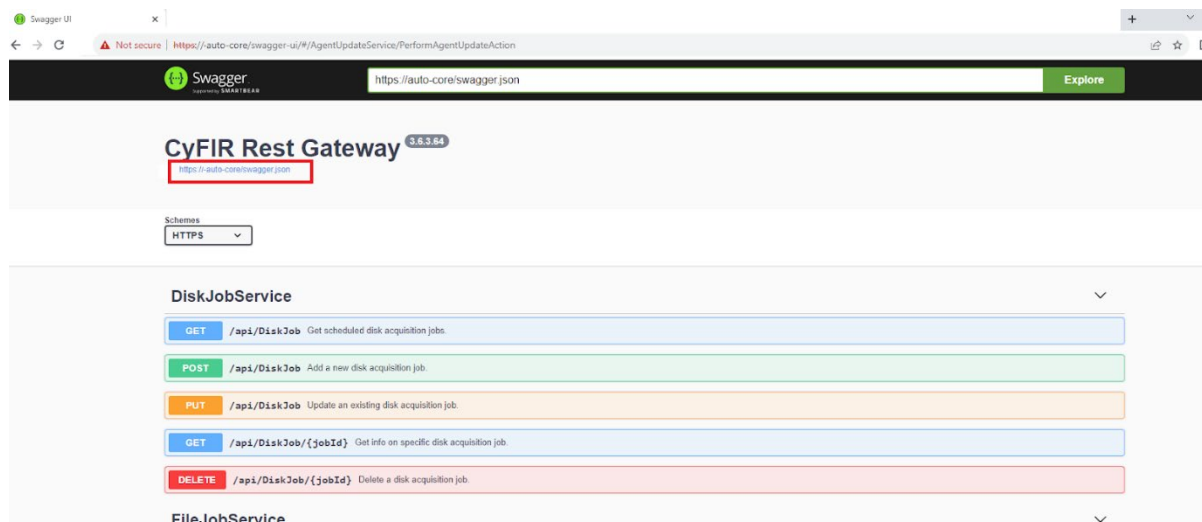 Swagger UI
Not secure | https://-auto-core/swagger-ui/#/AgentUpdateService/PerformAgentUpdateAction
Swagger
Supported by SMARTBEAR
https://auto-core/swagger.json
Explore
CyFIR Rest Gateway 3.6.3.64
https://-auto-core/swagger.json
Schemes
HTTPS
DiskJobService
GET /api/DiskJob Get scheduled disk acquisition jobs.
POST /api/DiskJob Add a new disk acquisition job.
PUT /api/DiskJob Update an existing disk acquisition job.
GET /api/DiskJob/{jobId} Get info on specific disk acquisition job.
DELETE /api/DiskJob/{jobId} Delete a disk acquisition job.
FileJobService